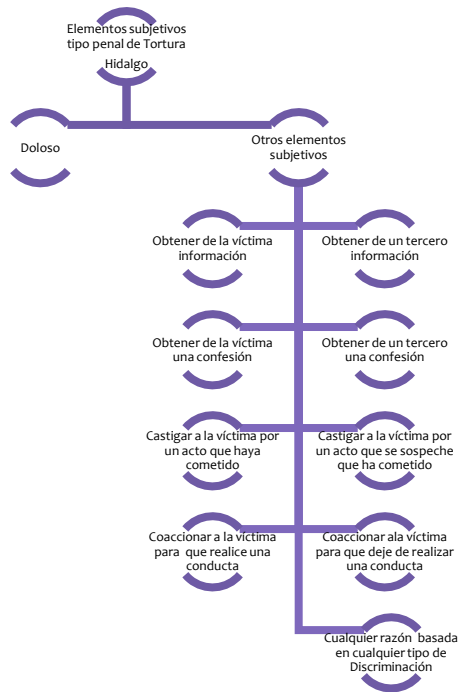 Elementos subjetivos
tipo penal de Tortura
Hidalgo
Doloso
Otros elementos
subjetivos
Obtener de la víctima
información
Obtener de un tercero
información
Obtener de la víctima
una confesión
Obtener de un tercero
una confesión
Castigar a la víctima por
un acto que haya
cometido
Castigar a la víctima por
un acto que se sospeche
que ha cometido
Coaccionar a la víctima
para que realice una
conducta
Coaccionar ala víctima
para que deje de realizar
una conducta
Cualquier razón basada
en cualquier tipo de
Discriminación